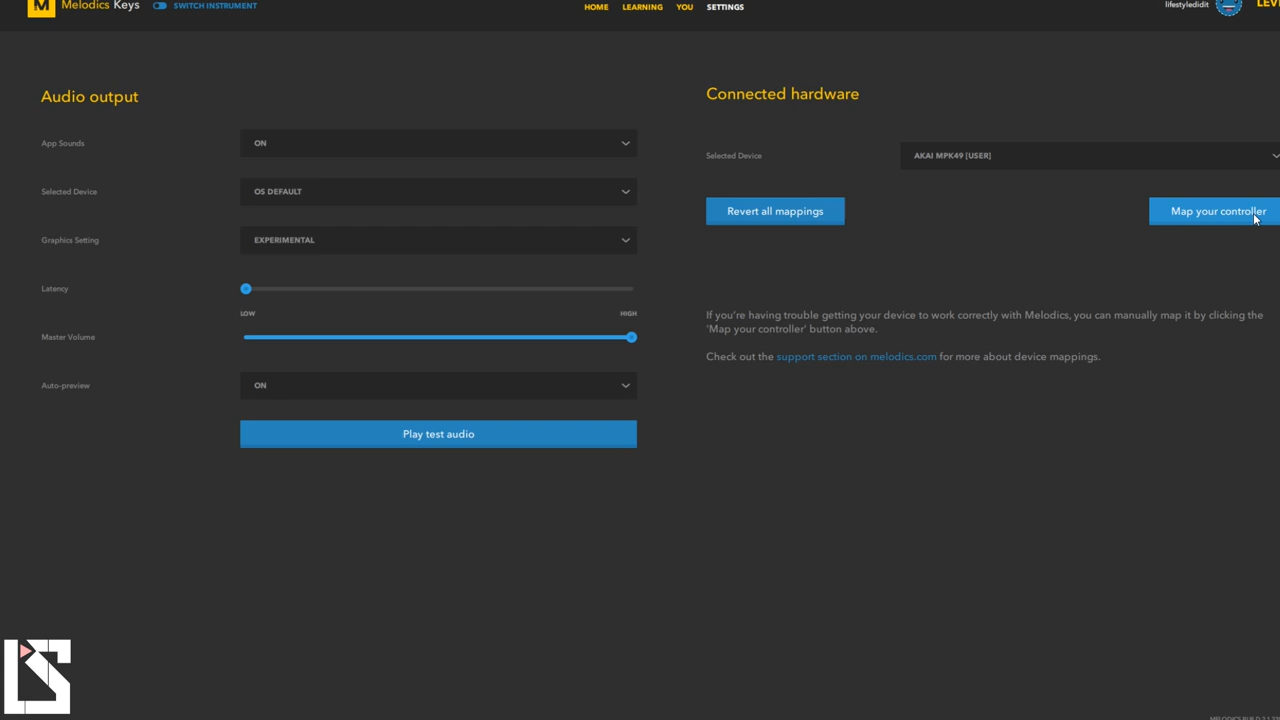 M Melodics Keys SWITCH INSTRUMENT HOME LEARNING YOU SETTINGS lifestyledidit
Audio output
App Sounds ON
Selected Device OS DEFAULT
Graphics Setting EXPERIMENTAL
Latency
LOW HIGH
Master Volume
Auto-preview ON
Play test audio
Connected hardware
Selected Device AKAI MPK49 [USER]
Revert all mappings Map your controller
If you're having trouble getting your device to work correctly with Melodics, you can manually map it by clicking the
'Map your controller' button above.
Check out the support section on melodics.com for more about device mappings.
LS